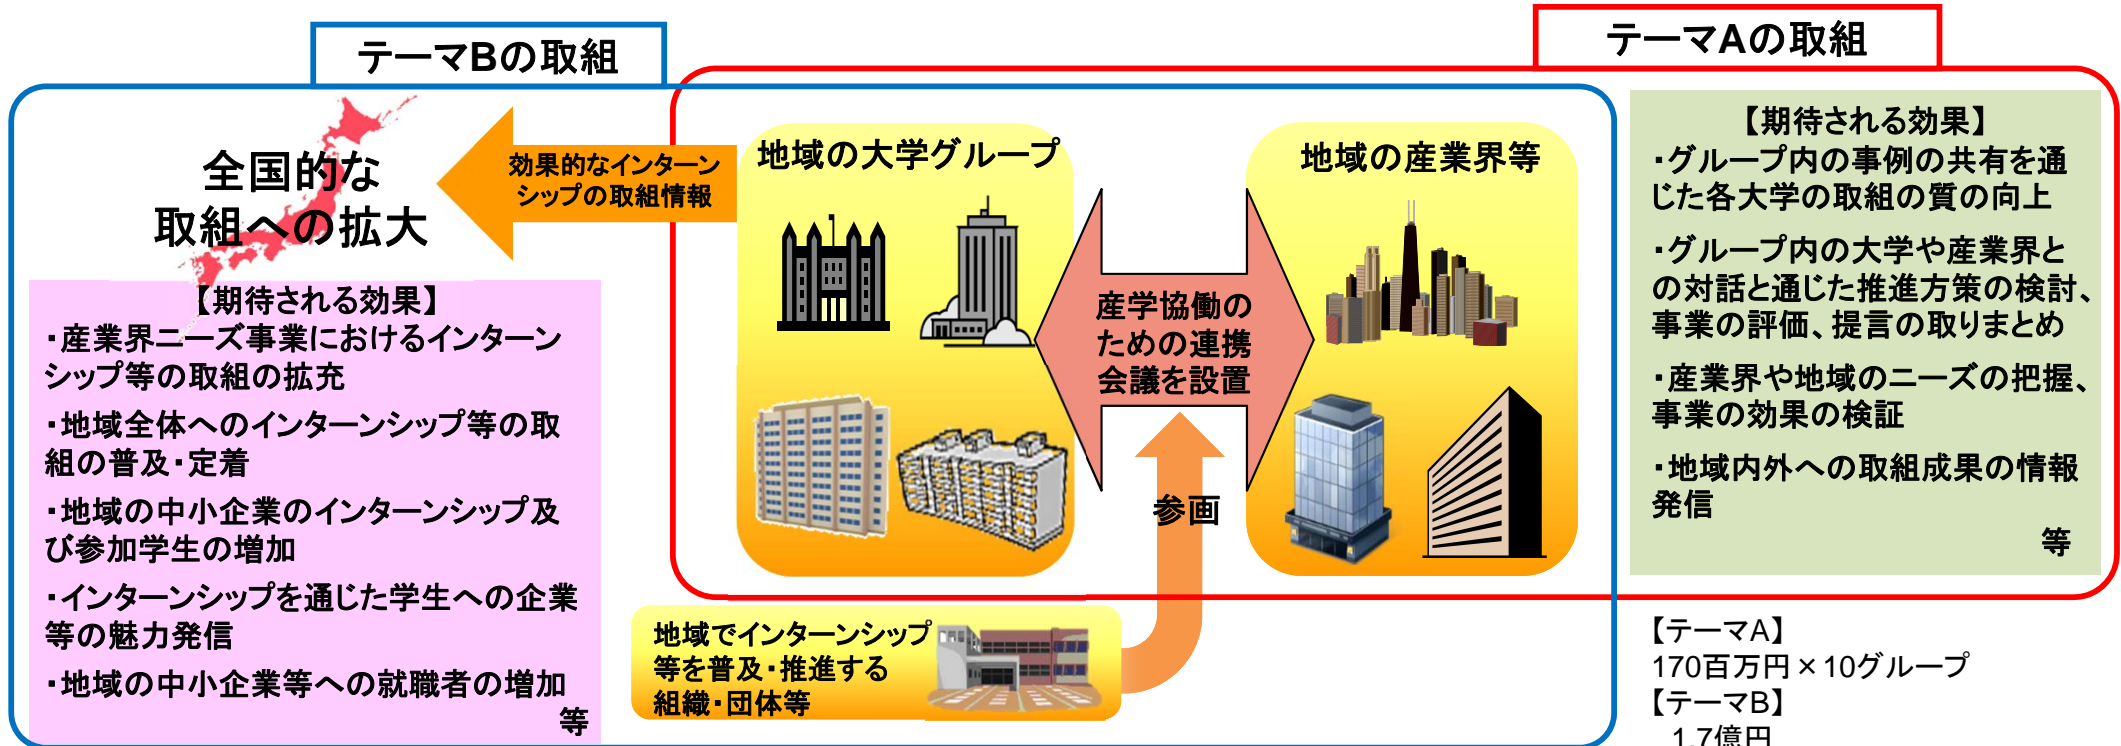 テーマBの取組
テーマAの取組
全国的な
取組への拡大
効果的なインターン
シップの取組情報
地域の大学グループ
地域の産業界等
産学協働の
ための連携
会議を設置
参画
地域でインターンシップ
等を普及・推進する
組織・団体等
【期待される効果】
・産業界ニーズ事業におけるインターン
シップ等の取組の拡充
・地域全体へのインターンシップ等の取
組の普及・定着
・地域の中小企業のインターンシップ及
び参加学生の増加
・インターンシップを通じた学生への企業
等の魅力発信
・地域の中小企業等への就職者の増加
等
【期待される効果】
・グループ内の事例の共有を通
じた各大学の取組の質の向上
・グループ内の大学や産業界と
の対話と通じた推進方策の検討、
事業の評価、提言の取りまとめ
・産業界や地域のニーズの把握、
事業の効果の検証
・地域内外への取組成果の情報
発信
等
【テーマA】
170百万円×10グループ
【テーマB】
1.7億円